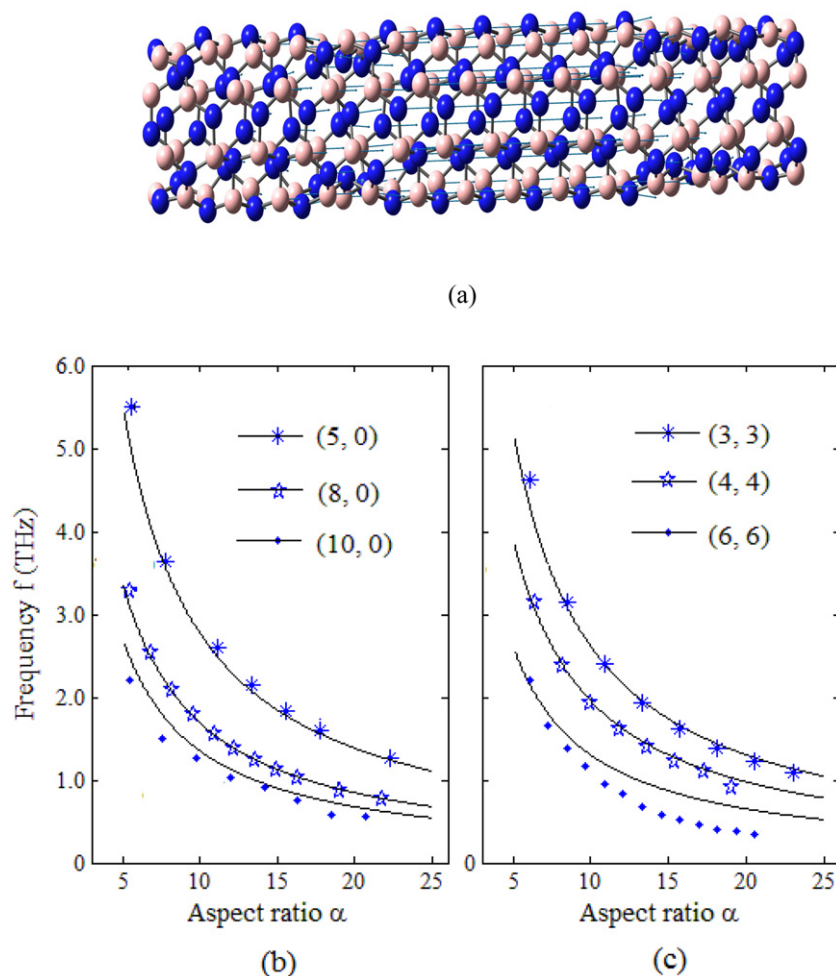 (a)
6.0
5.0
4.0
3.0
2.0
1.0
0
Frequency f (THz)
(5, 0)
(8, 0)
(10, 0)
5 10 15 20 25
Aspect ratio α
(b)
(3, 3)
(4, 4)
(6, 6)
0
5 10 15 20 25
Aspect ratio α
(c)